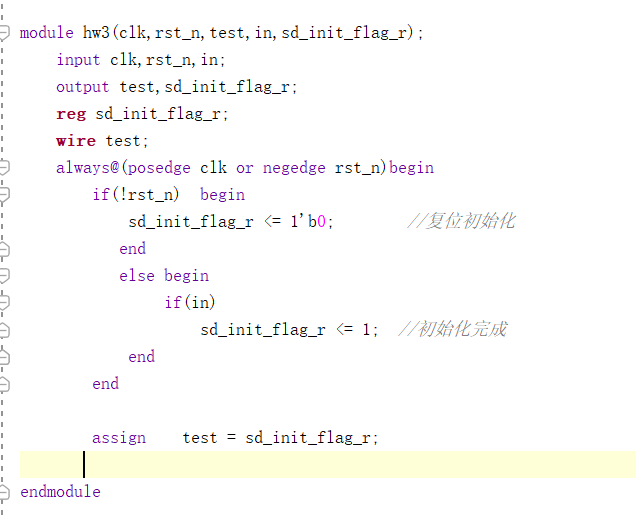 module hw3(clk,rst_n,test,in,sd_init_flag_r);
input clk,rst_n,in;
output test,sd_init_flag_r;
reg sd_init_flag_r;
wire test;
always@(posedge clk or negedge rst_n)begin
if(!rst_n) begin
sd_init_flag_r <= 1'b0; //复位初始化
end
else begin
if(in)
sd_init_flag_r <= 1; //初始化完成
end
end
assign test = sd_init_flag_r;
endmodule